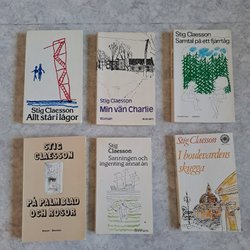 Stig Claesson
Allt står i lågor
Stig Claesson
Min vän Charlie
Stig Claesson
Samtal på ett fjärrtåg
STIG
CLAESSON
PÅ PALMBLAD
OCH ROSOR
Stig
Claesson
Sanningen och
ingenting annat än
Stig Claesson
I boulevardens
skugga